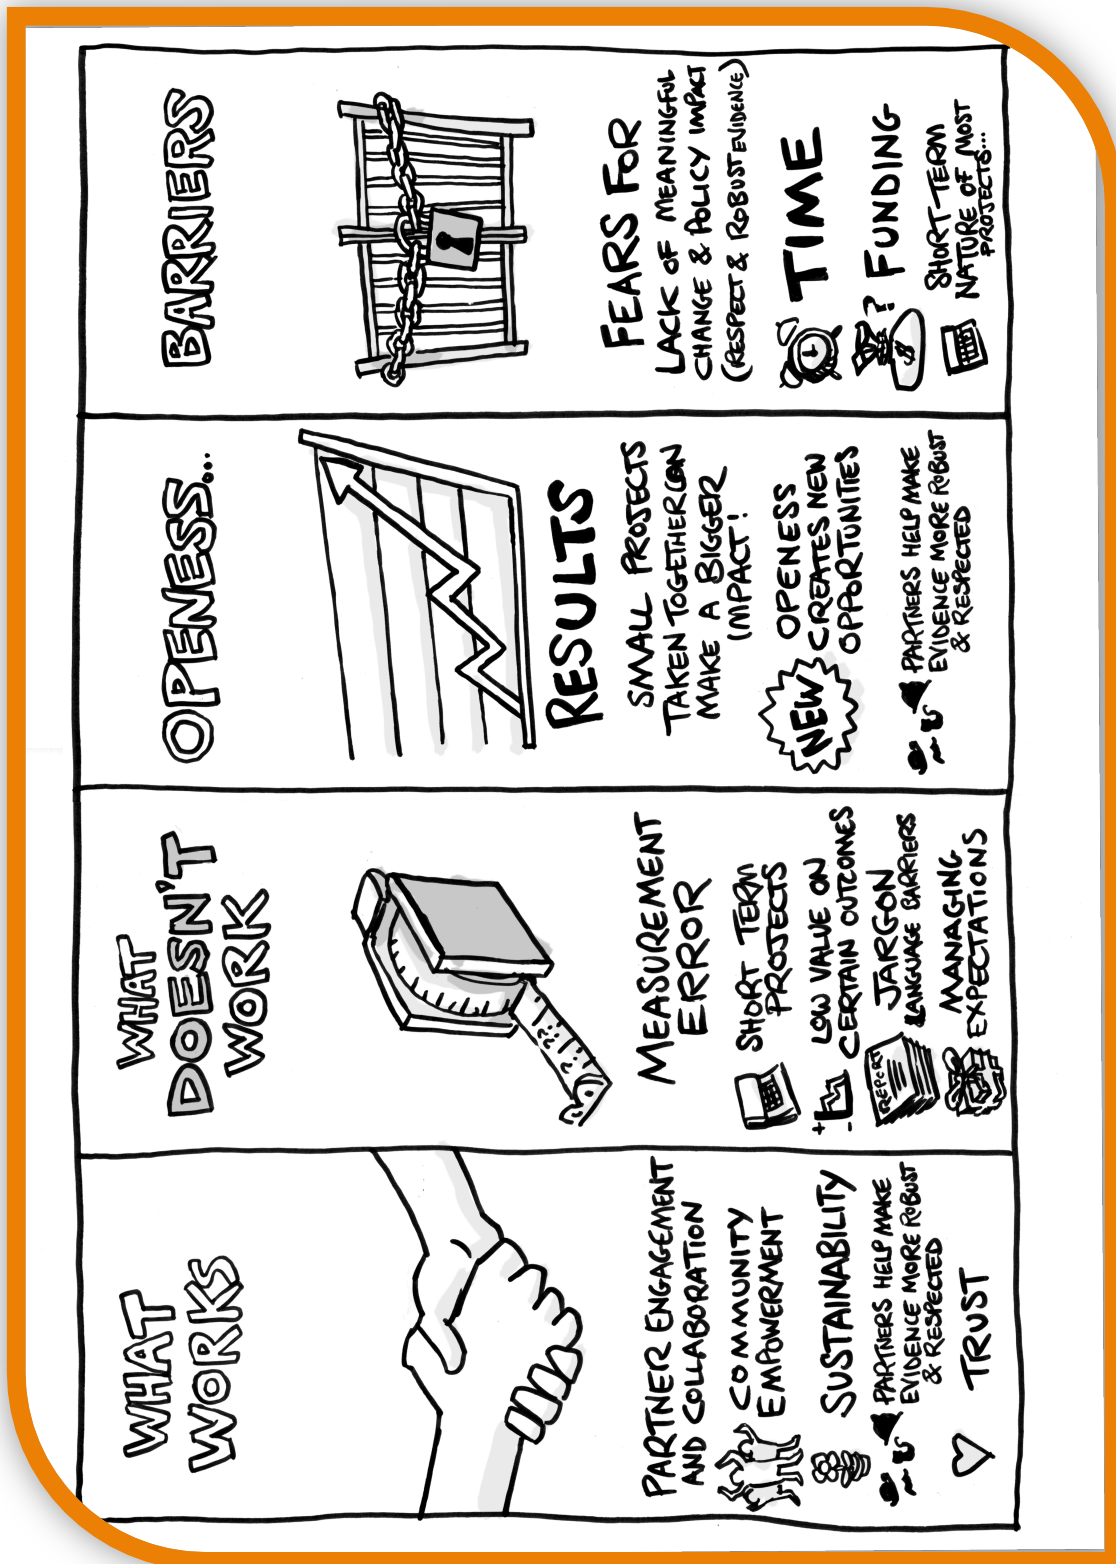 WHAT
WORKS
PARTNER ENGAGEMENT
AND COLLABORATION
COMMUNITY
EMPOWERMENT
SUSTAINABILITY
PARTNERS HELP MAKE
EVIDENCE MORE ROBUST
& RESPECTED
TRUST
WHAT
DOESN'T
WORK
MEASUREMENT
ERROR
SHORT TERM
PROJECTS
+
-
LOW VALUE ON
CERTAIN OUTCOMES
REPORT
JARGON
& LANGUAGE BARRIERS
MANAGING
EXPECTATIONS
OPENESS...
RESULTS
SMALL PROJECTS
TAKEN TOGETHER CAN
MAKE A BIGGER
IMPACT!
NEW
OPENESS
CREATES NEW
OPPORTUNITIES
PARTNERS HELP MAKE
EVIDENCE MORE ROBUST
& RESPECTED
BARRIERS
FEARS FOR
LACK OF MEANINGFUL
CHANGE & POLICY IMPACT
(RESPECT & ROBUST EVIDENCE)
TIME
?
$
FUNDING
SHORT-TERM
NATURE OF MOST
PROJECTS...